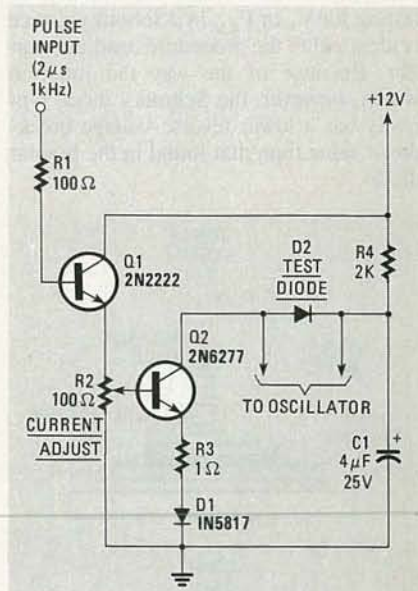 PULSE
INPUT
(2μs
1kHz)
R1
100Ω
+12V
Q1
2N2222
R4
2K
D2
TEST
DIODE
Q2
2N6277
R2
100Ω
CURRENT
ADJUST
TO OSCILLATOR
R3
1Ω
C1
4μF
25V
+
D1
IN5817